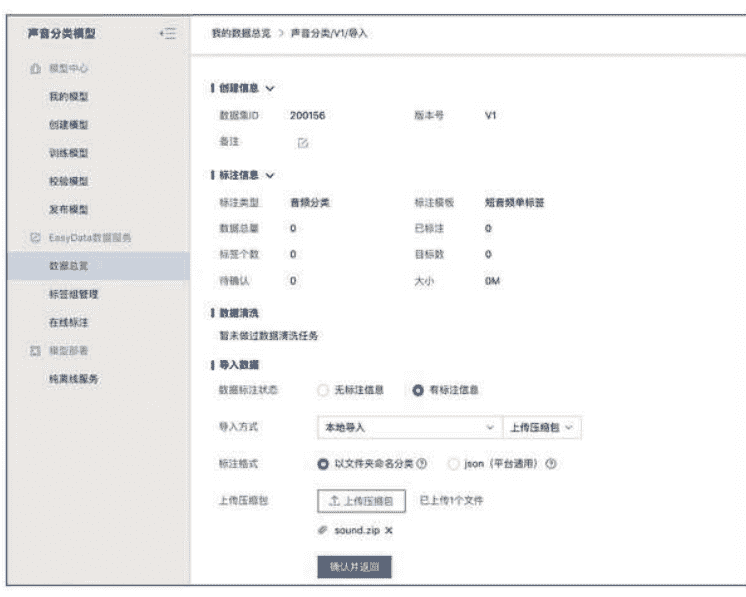 声音分类模型
模型中心
我的模型
创建模型
训练模型
校验模型
发布模型
EasyData数据服务
数据总览
标签组管理
在线标注
模型部署
纯离线服务
我的数据总览 > 声音分类/V1/导入
创建信息
数据集ID 200156 版本号 V1
备注
标注信息
标注类型 音频分类 标注模板 短音频单标签
数据总量 0 已标注 0
标签个数 0 目标数 0
待确认 0 大小 0M
数据清洗
暂未做过数据清洗任务
导入数据
数据标注状态 无标注信息 有标注信息
导入方式 本地导入 上传压缩包
标注格式 以文件夹命名分类 json（平台通用）
上传压缩包 上传压缩包 已上传1个文件
sound.zip ×
确认并返回